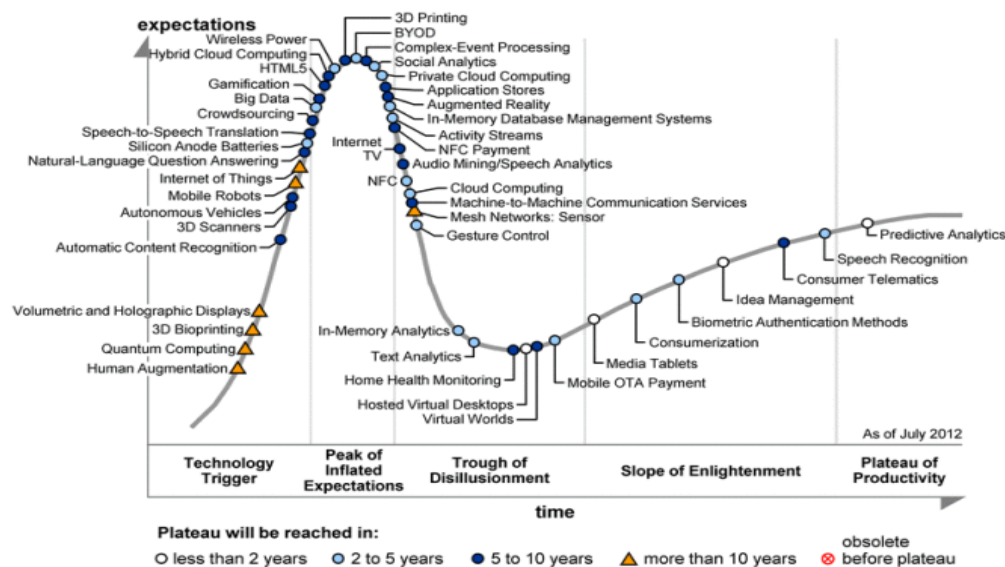 expectations
Wireless Power
Hybrid Cloud Computing
HTML5
Gamification
Big Data
Crowdsourcing
Speech-to-Speech Translation
Silicon Anode Batteries
Natural-Language Question Answering
Internet of Things
Mobile Robots
Autonomous Vehicles
3D Scanners
Automatic Content Recognition
Volumetric and Holographic Displays
3D Bioprinting
Quantum Computing
Human Augmentation
3D Printing
BYOD
Complex-Event Processing
Social Analytics
Private Cloud Computing
Application Stores
Augmented Reality
In-Memory Database Management Systems
Activity Streams
NFC Payment
Internet
TV
Audio Mining/Speech Analytics
NFC
Cloud Computing
Machine-to-Machine Communication Services
Mesh Networks: Sensor
Gesture Control
In-Memory Analytics
Text Analytics
Home Health Monitoring
Hosted Virtual Desktops
Virtual Worlds
Mobile OTA Payment
Media Tablets
Consumerization
Biometric Authentication Methods
Idea Management
Consumer Telematics
Speech Recognition
Predictive Analytics
As of July 2012
Technology
Trigger
Peak of
Inflated
Expectations
Trough of
Disillusionment
Slope of Enlightenment
Plateau of
Productivity
time
Plateau will be reached in:
less than 2 years
2 to 5 years
5 to 10 years
more than 10 years
obsolete
before plateau